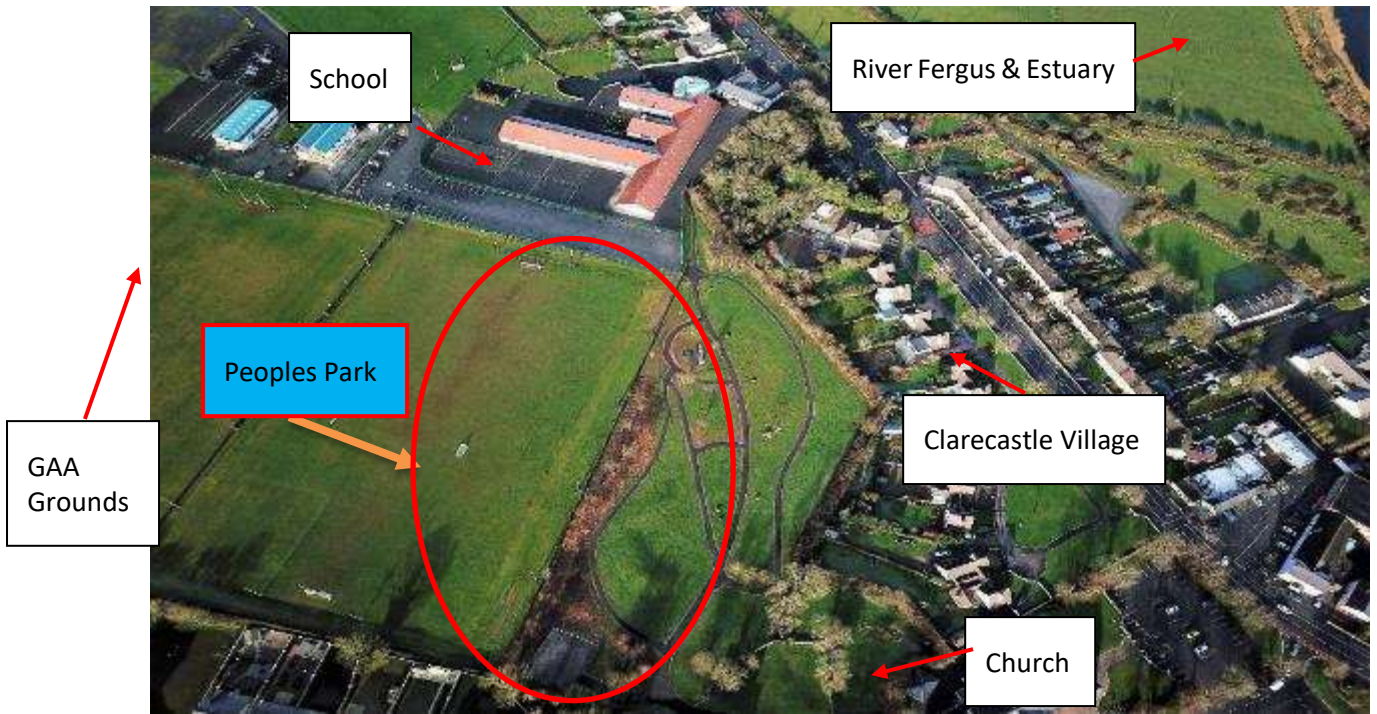 School
River Fergus & Estuary
Peoples Park
Clarecastle Village
GAA
Grounds
Church